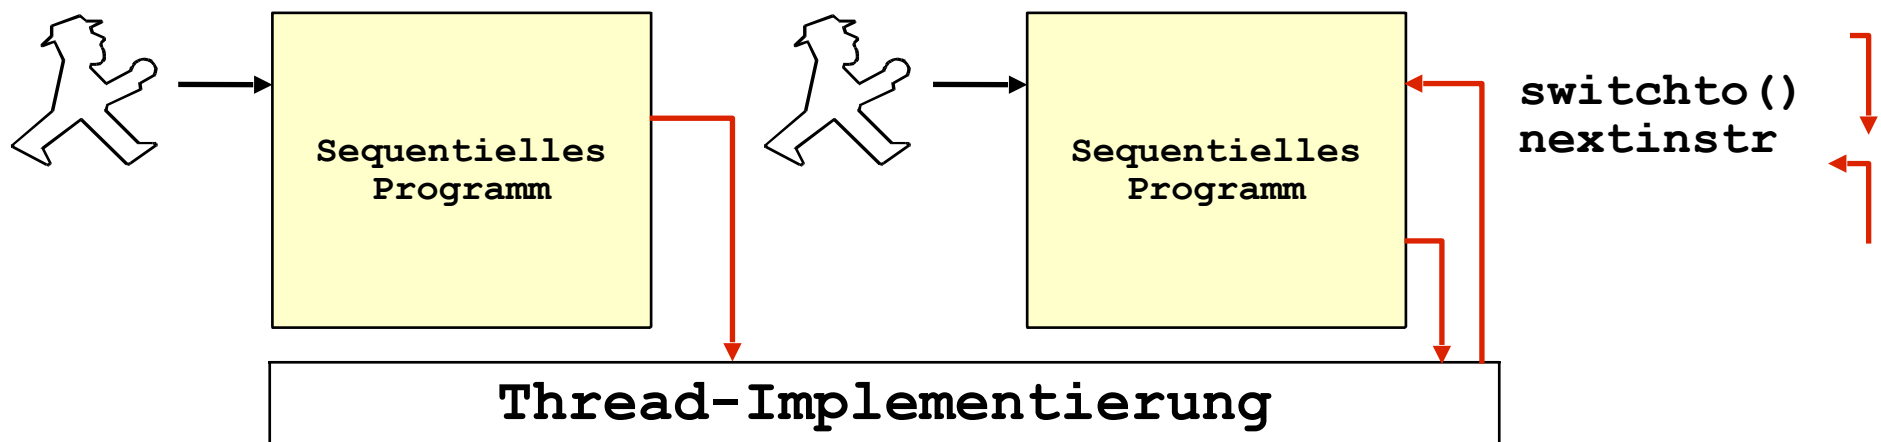 Sequentielles
Programm
Sequentielles
Programm
switchto()
nextinstr
Thread-Implementierung